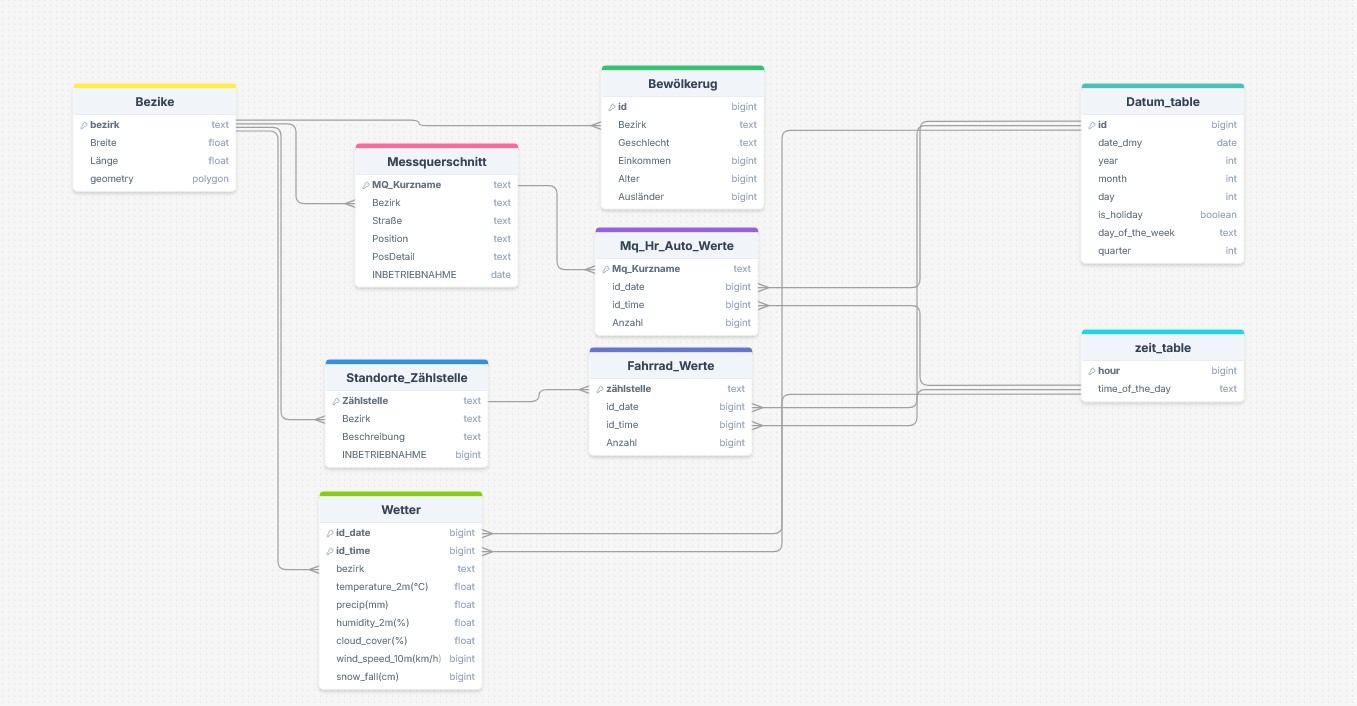 Bezike
bezirk text
Breite float
Länge float
geometry polygon
Messquerschnitt
MQ_Kurzname text
Bezirk text
Straße text
Position text
PosDetail text
INBETRIEBNAHME date
Bewölkerug
id bigint
Bezirk text
Geschlecht text
Einkommen bigint
Alter bigint
Ausländer bigint
Mq_Hr_Auto_Werte
Mq_Kurzname text
id_date bigint
id_time bigint
Anzahl bigint
Datum_table
id bigint
date_dmy date
year int
month int
day int
is_holiday boolean
day_of_the_week text
quarter int
zeit_table
hour bigint
time_of_the_day text
Standorte_Zählstelle
Zählstelle text
Bezirk text
Beschreibung text
INBETRIEBNAHME bigint
Fahrrad_Werte
zählstelle text
id_date bigint
id_time bigint
Anzahl bigint
Wetter
id_date bigint
id_time bigint
bezirk text
temperature_2m(°C) float
precip(mm) float
humidity_2m(%) float
cloud_cover(%) float
wind_speed_10m(km/h) bigint
snow_fall(cm) bigint